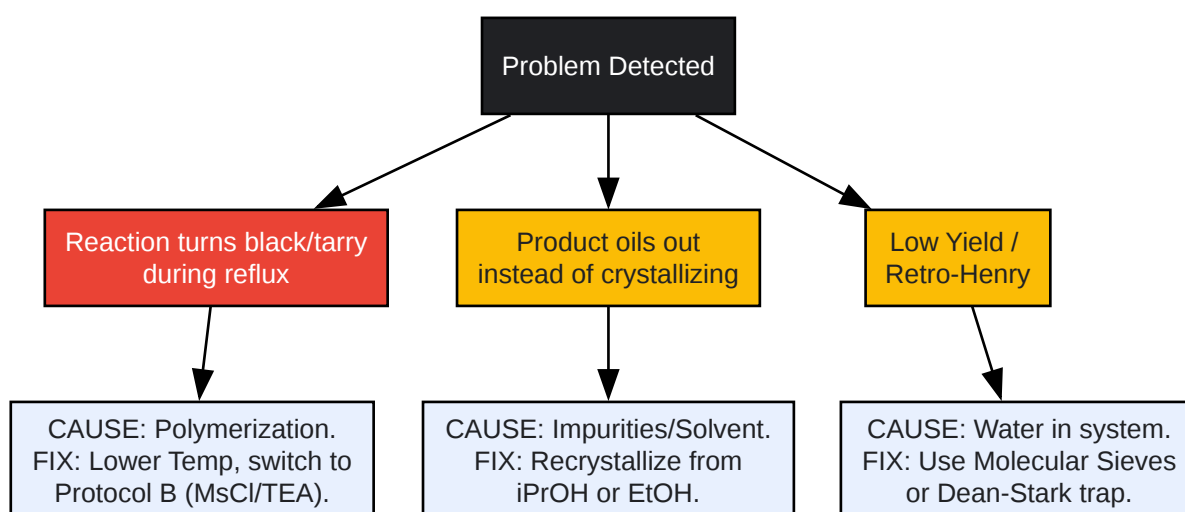 Problem Detected
Reaction turns black/tarry
during reflux
Product oils out
instead of crystallizing
Low Yield /
Retro-Henry
CAUSE: Polymerization.
FIX: Lower Temp, switch to
Protocol B (MsCl/TEA).
CAUSE: Impurities/Solvent.
FIX: Recrystallize from
iPrOH or EtOH.
CAUSE: Water in system.
FIX: Use Molecular Sieves
or Dean-Stark trap.